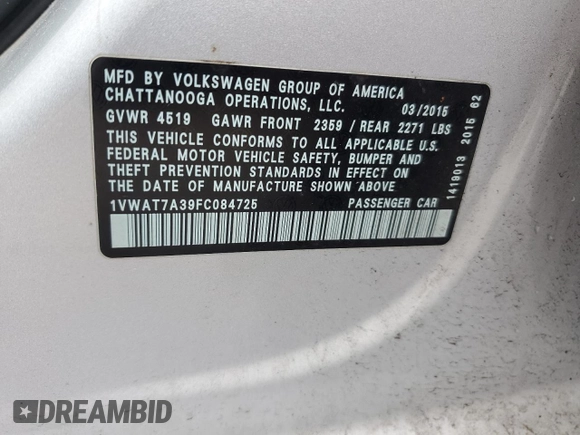 MFD BY VOLKSWAGEN GROUP OF AMERICA
CHATTANOOGA OPERATIONS, LLC. 03/2015
GVWR 4519 GAWR FRONT 2359 / REAR 2271 LBS
THIS VEHICLE CONFORMS TO ALL APPLICABLE U.S.A.
FEDERAL MOTOR VEHICLE SAFETY, BUMPER AND
THEFT PREVENTION STANDARDS IN EFFECT ON
THE DATE OF MANUFACTURE SHOWN ABOVE
1VWAT7A39FC084725 PASSENGER CAR
1419013 2015 62
DREAMBID